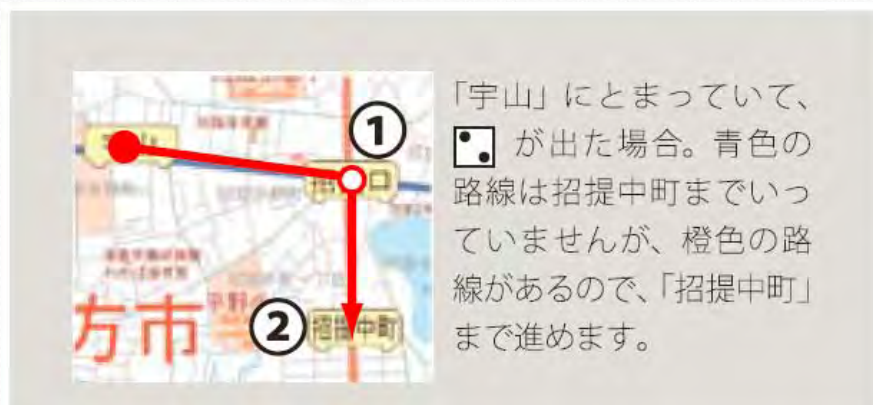 ①
②
招提中町
方市
「宇山」にとまっていて、
が出た場合。青色の
路線は招提中町までいっ
ていませんが、橙色の路
線があるので、「招提中町」
まで進めます。